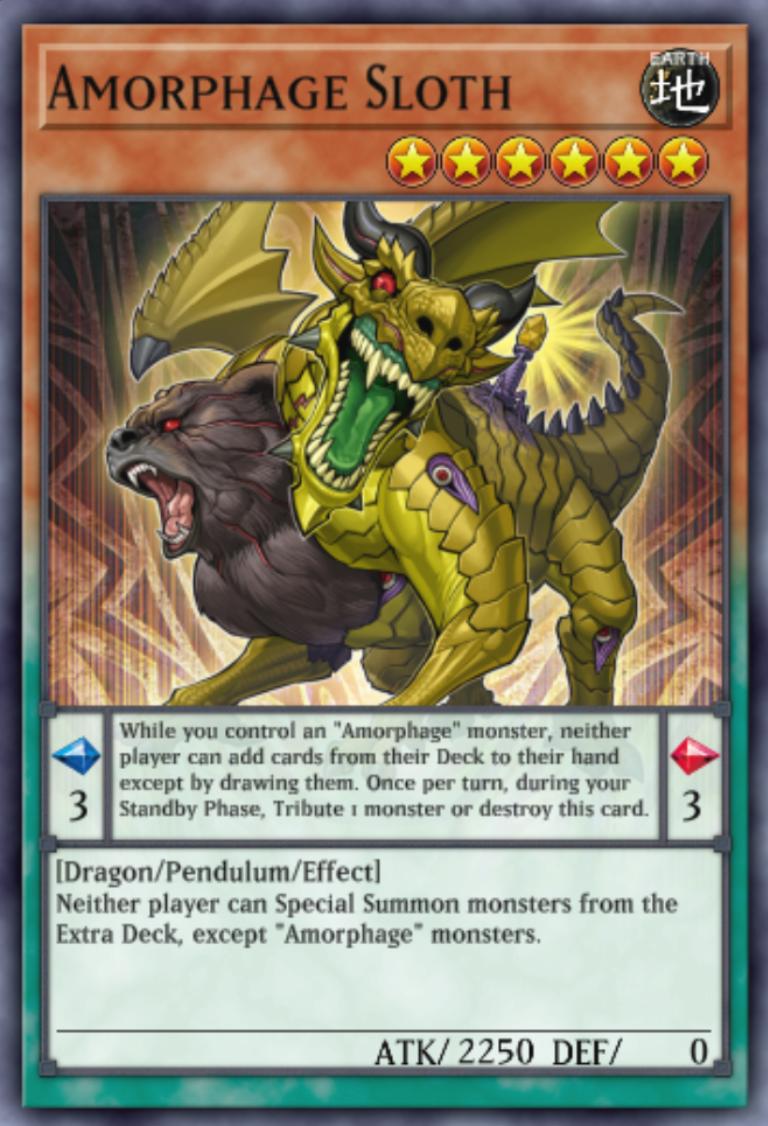 AMORPHAGE SLOTH
EARTH
地
While you control an "Amorphage" monster, neither
player can add cards from their Deck to their hand
except by drawing them. Once per turn, during your
Standby Phase, Tribute 1 monster or destroy this card.
3
3
[Dragon/Pendulum/Effect]
Neither player can Special Summon monsters from the
Extra Deck, except "Amorphage" monsters.
ATK/ 2250 DEF/ 0